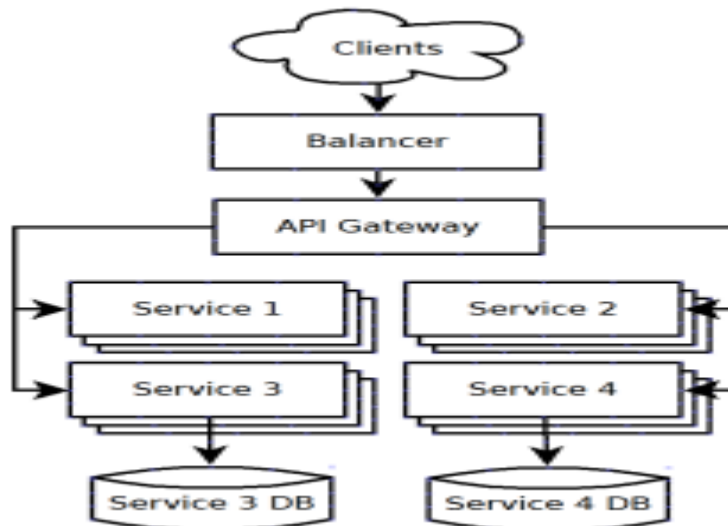 Clients
Balancer
API Gateway
Service 1
Service 2
Service 3
Service 4
Service 3 DB
Service 4 DB